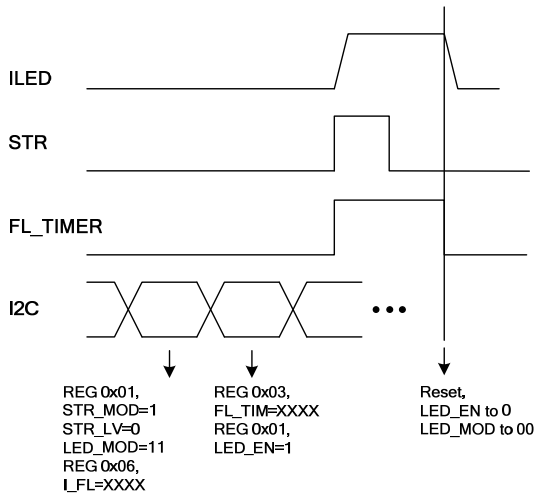 ILED
STR
FL_TIMER
I2C
REG 0x01,
STR_MOD=1
STR_LV=0
LED_MOD=11
REG 0x06,
I_FL=XXXX
REG 0x03,
FL_TIM=XXXX
REG 0x01,
LED_EN=1
Reset,
LED_EN to 0
LED_MOD to 00